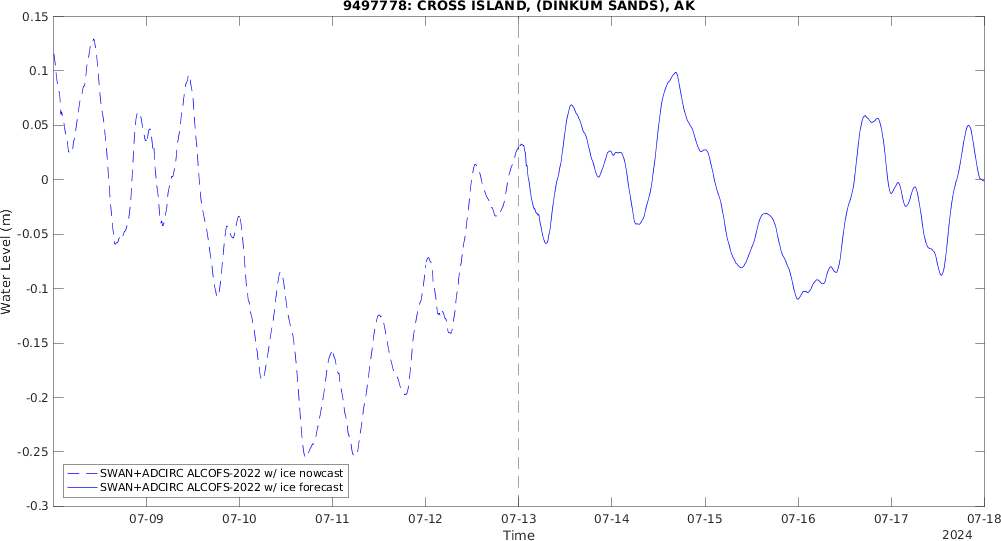 9497778: CROSS ISLAND, (DINKUM SANDS), AK
0.15
0.1
0.05
0
-0.05
-0.1
-0.15
-0.2
-0.25
-0.3
Water Level (m)
SWAN+ADCIRC ALCOFS-2022 w/ ice nowcast
SWAN+ADCIRC ALCOFS-2022 w/ ice forecast
07-09 07-10 07-11 07-12 07-13 07-14 07-15 07-16 07-17 07-18
Time
2024